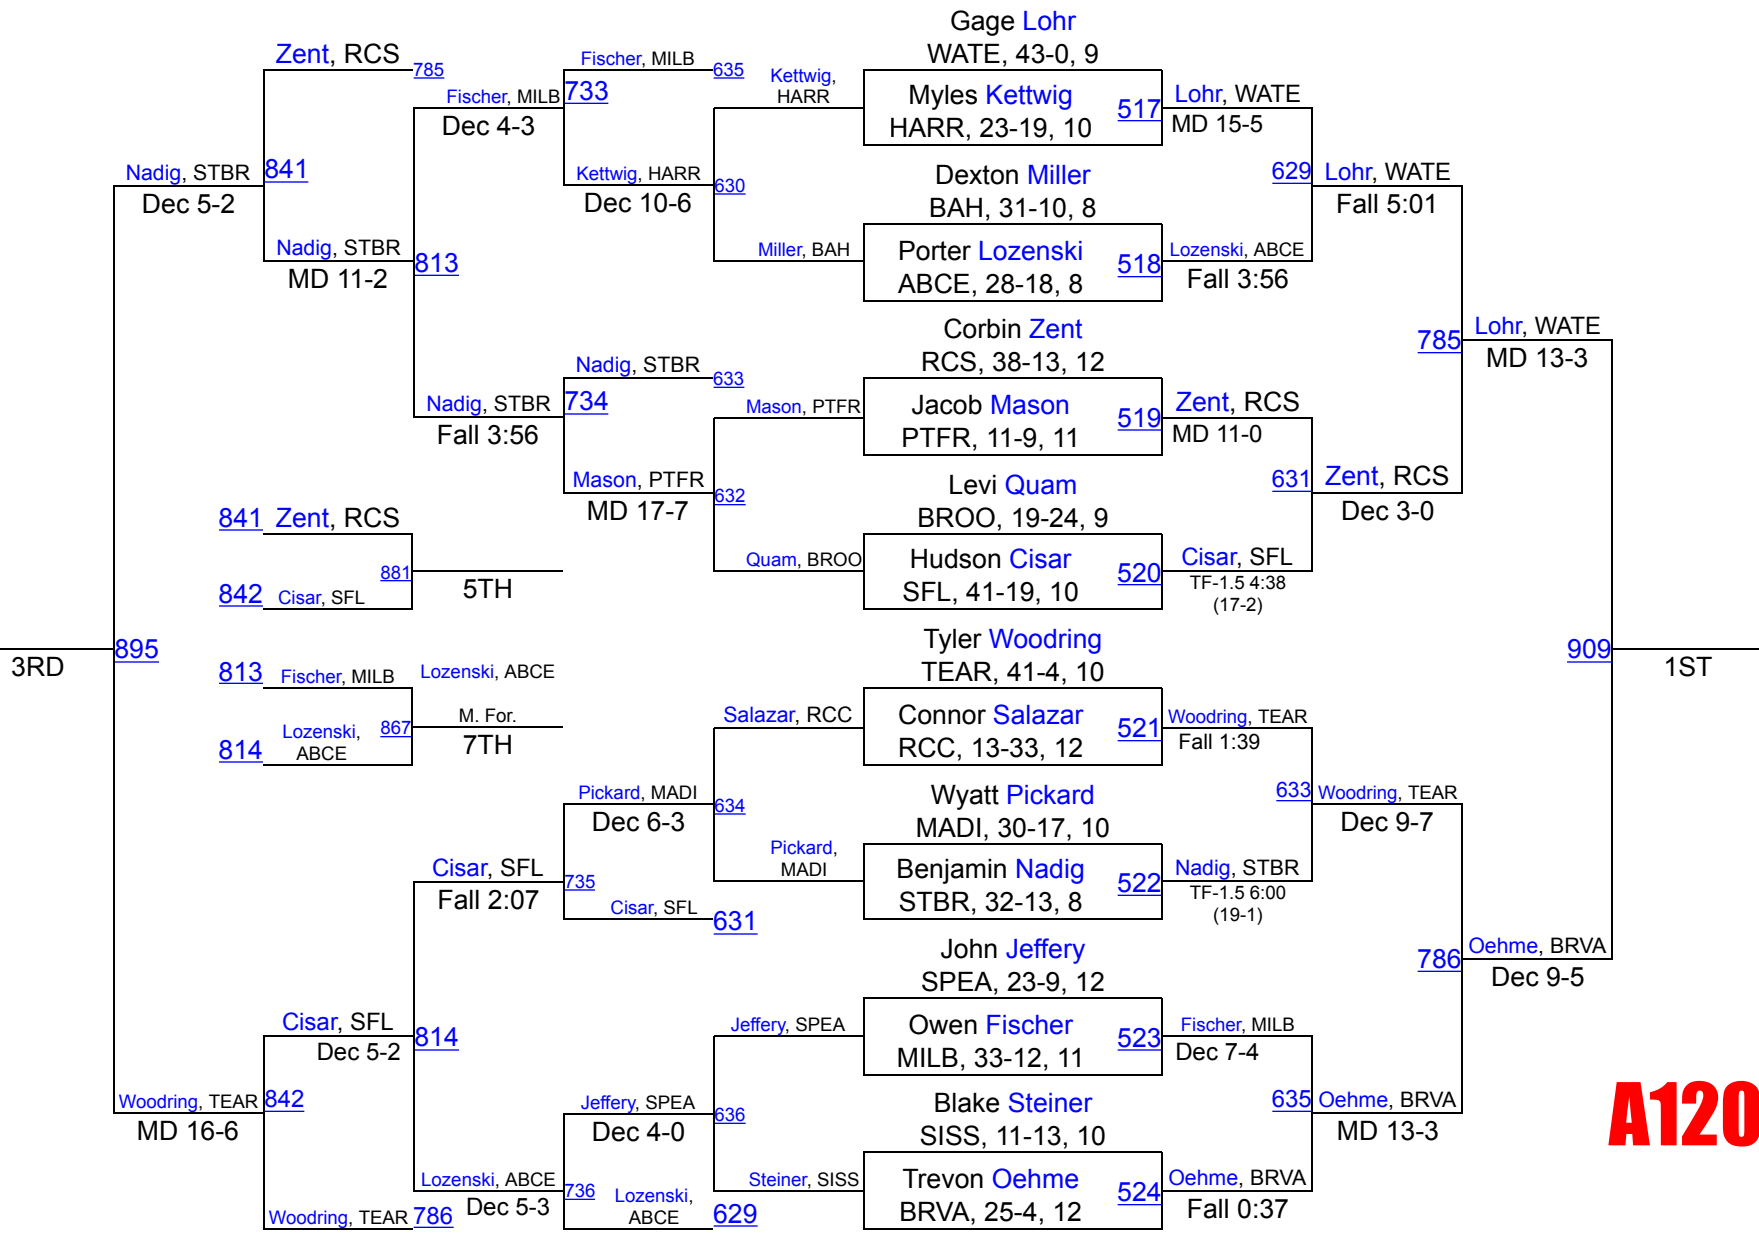 Gage Lohr
WATE, 43-0, 9
Myles Kettwig
HARR, 23-19, 10
517
Lohr, WATE
MD 15-5
Dexton Miller
BAH, 31-10, 8
Porter Lozenski
ABCE, 28-18, 8
518
Lozenski, ABCE
Fall 3:56
629
Lohr, WATE
Fall 5:01
Corbin Zent
RCS, 38-13, 12
Jacob Mason
PTFR, 11-9, 11
519
Zent, RCS
MD 11-0
Levi Quam
BROO, 19-24, 9
Hudson Cisar
SFL, 41-19, 10
520
Cisar, SFL
TF-1.5 4:38
(17-2)
631
Zent, RCS
Dec 3-0
785
Lohr, WATE
MD 13-3
Tyler Woodring
TEAR, 41-4, 10
Connor Salazar
RCC, 13-33, 12
521
Woodring, TEAR
Fall 1:39
Wyatt Pickard
MADI, 30-17, 10
Benjamin Nadig
STBR, 32-13, 8
522
Nadig, STBR
TF-1.5 6:00
(19-1)
633
Woodring, TEAR
Dec 9-7
John Jeffery
SPEA, 23-9, 12
Owen Fischer
MILB, 33-12, 11
523
Fischer, MILB
Dec 7-4
Blake Steiner
SISS, 11-13, 10
Trevon Oehme
BRVA, 25-4, 12
524
Oehme, BRVA
Fall 0:37
635
Oehme, BRVA
MD 13-3
786
Oehme, BRVA
Dec 9-5
909
1ST
A120
Kettwig,
HARR
Miller, BAH
630
Kettwig, HARR
Dec 10-6
Fischer, MILB
635
733
Fischer, MILB
Dec 4-3
Mason, PTFR
Quam, BROO
632
Mason, PTFR
MD 17-7
Nadig, STBR
633
734
Nadig, STBR
Fall 3:56
813
Nadig, STBR
MD 11-2
Zent, RCS
785
841
Nadig, STBR
Dec 5-2
841
Zent, RCS
842
Cisar, SFL
881
5TH
895
3RD
813
Fischer, MILB
814
Lozenski,
ABCE
867
Lozenski, ABCE
M. For.
7TH
Salazar, RCC
Pickard,
MADI
634
Pickard, MADI
Dec 6-3
Cisar, SFL
631
735
Cisar, SFL
Fall 2:07
Jeffery, SPEA
Steiner, SISS
636
Jeffery, SPEA
Dec 4-0
Lozenski,
ABCE
629
736
Lozenski, ABCE
Dec 5-3
814
Cisar, SFL
Dec 5-2
Woodring, TEAR
786
842
Woodring, TEAR
MD 16-6